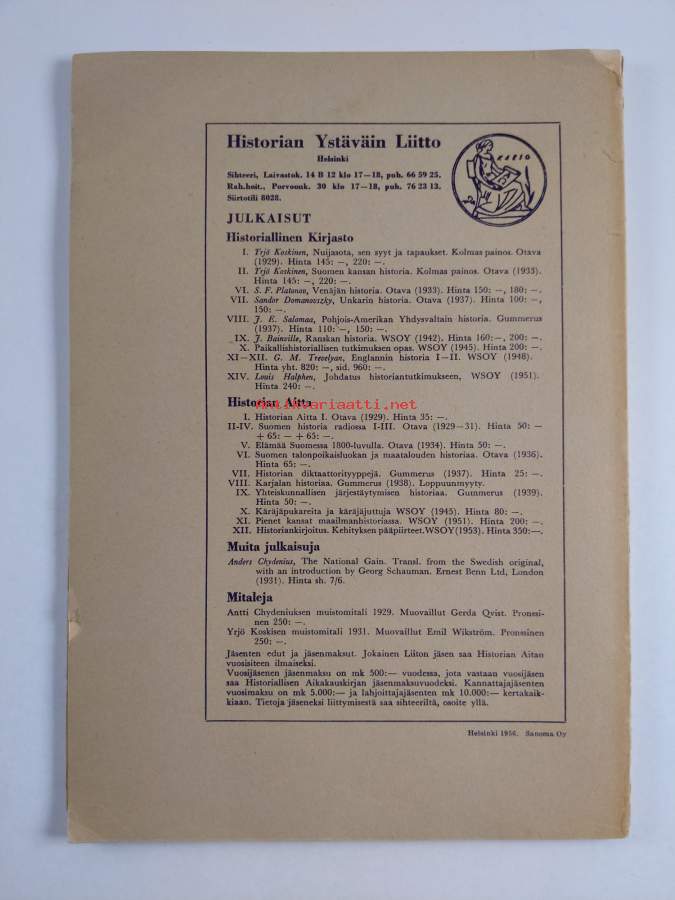 Historian Ystäväin Liitto
Helsinki
KLEIO
Sihteeri, Laivastok. 14 B 12 klo 17—18, puh. 66 59 25.
Rah.hoit., Porvoonk. 30 klo 17—18, puh. 76 23 13.
Siirtotili 8028.
JULKAISUT
Historiallinen Kirjasto
I. Yrjö Koskinen, Nuijasota, sen syyt ja tapaukset. Kolmas painos. Otava
(1929). Hinta 145: —, 220: —.
II. Yrjö Koskinen, Suomen kansan historia. Kolmas painos. Otava (1933).
Hinta 145: —, 220: —.
VI. S. F. Platonov, Venäjän historia. Otava (1933). Hinta 150: —, 180: —.
VII. Sandor Domanovszky, Unkarin historia. Otava (1937). Hinta 100: —,
150: —.
VIII. J. E. Salomaa, Pohjois-Amerikan Yhdysvaltain historia. Gummerus
(1937). Hinta 110: —, 150: —.
IX. J. Bainville, Ranskan historia. WSOY (1942). Hinta 160:—, 200: —.
X. Paikallishistoriallisen tutkimuksen opas. WSOY (1945). Hinta 200: —.
XI—XII. G. M. Trevelyan, Englannin historia I—II. WSOY (1948).
Hinta yht. 820: —, sid. 960: —.
XIV. Louis Halphen, Johdatus historiantutkimukseen, WSOY (1951).
Hinta 240: —.
Antikvariaatti.net
Historian Aitta
I. Historian Aitta I. Otava (1929). Hinta 35: —.
II-IV. Suomen historia radiossa I-III. Otava (1929—31). Hinta 50: —
+ 65: — + 65: —.
V. Elämää Suomessa 1800-luvulla. Otava (1934). Hinta 50: —.
VI. Suomen talonpoikaisluokan ja maatalouden historiaa. Otava (1936).
Hinta 65: —.
VII. Historian diktaattorityyppejä. Gummerus (1937). Hinta 25: —.
VIII. Karjalan historiaa. Gummerus (1938). Loppuunmyyty.
IX. Yhteiskunnallisen järjestäytymisen historiaa. Gummerus (1939).
Hinta 50: —.
X. Käräjäpukareita ja käräjäjuttuja WSOY (1945). Hinta 80: —.
XI. Pienet kansat maailmanhistoriassa. WSOY (1951). Hinta 200: —.
XII. Historiankirjoitus. Kehityksen pääpiirteet. WSOY (1953). Hinta 350:—.
Muita julkaisuja
Anders Chydenius, The National Gain. Transl. from the Swedish original,
with an introduction by Georg Schauman. Ernest Benn Ltd, London
(1931). Hinta sh. 7/6.
Mitaleja
Antti Chydeniuksen muistomitali 1929. Muovaillut Gerda Qvist. Pronssi-
nen 250: —.
Yrjö Koskisen muistomitali 1931. Muovaillut Emil Wikström. Pronssinen
250: —.
Jäsenten edut ja jäsenmaksut. Jokainen Liiton jäsen saa Historian Aitan
vuosisiteen ilmaiseksi.
Vuosijäsenen jäsenmaksu on mk 500:— vuodessa, jota vastaan vuosijäsen
saa Historiallisen Aikakauskirjan jäsenmaksuvuodeksi. Kannattajajäsenten
vuosimaksu on mk 5.000:— ja lahjoittajajäsenten mk 10.000:— kertakaik-
kiaan. Tietoja jäseneksi liittymisestä saa sihteeriltä, osoite yllä.
Helsinki 1956. Sanoma Oy